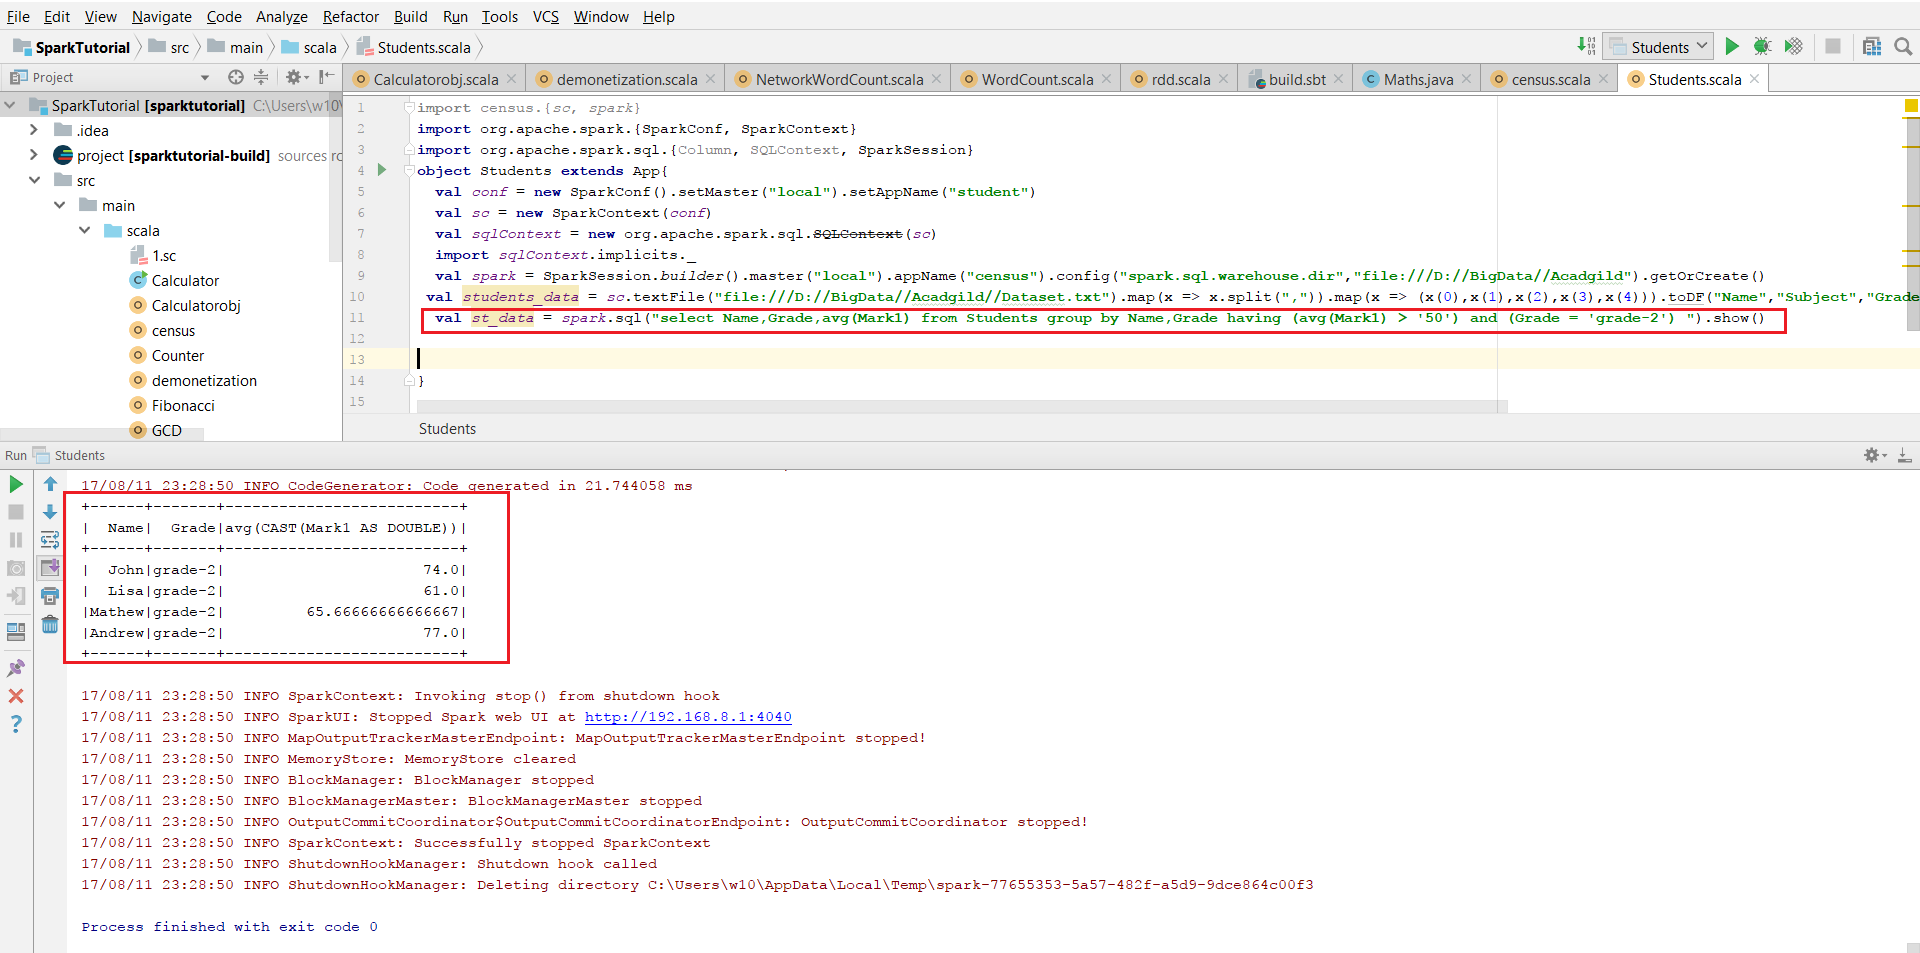 File Edit View Navigate Code Analyze Refactor Build Run Tools VCS Window Help
SparkTutorial src main scala Students.scala
Students
Project
Calculatorobj.scala demonetization.scala NetworkWordCount.scala WordCount.scala rdd.scala build.sbt Maths.java census.scala Students.scala
SparkTutorial [sparktutorial] C:\Users\w10\
.idea
project [sparktutorial-build] sources ro
src
main
scala
1.sc
Calculator
Calculatorobj
census
Counter
demonetization
Fibonacci
GCD
1 import census.{sc, spark}
2 import org.apache.spark.{SparkConf, SparkContext}
3 import org.apache.spark.sql.{Column, SQLContext, SparkSession}
4 object Students extends App{
5 val conf = new SparkConf().setMaster("local").setAppName("student")
6 val sc = new SparkContext(conf)
7 val sqlContext = new org.apache.spark.sql.SQLContext(sc)
8 import sqlContext.implicits._
9 val spark = SparkSession.builder().master("local").appName("census").config("spark.sql.warehouse.dir","file:///D://BigData//Acadgild").getOrCreate()
10 val students_data = sc.textFile("file:///D://BigData//Acadgild//Dataset.txt").map(x => x.split(",")).map(x => (x(0),x(1),x(2),x(3),x(4))).toDF("Name","Subject","Grade
11 val st_data = spark.sql("select Name,Grade,avg(Mark1) from Students group by Name,Grade having (avg(Mark1) > '50') and (Grade = 'grade-2') ").show()
12
13
14 }
15
Students
Run Students
17/08/11 23:28:50 INFO CodeGenerator: Code generated in 21.744058 ms
+------+-------+--------------------------+
| Name| Grade|avg(CAST(Mark1 AS DOUBLE))|
+------+-------+--------------------------+
| John|grade-2| 74.0|
| Lisa|grade-2| 61.0|
|Mathew|grade-2| 65.66666666666667|
|Andrew|grade-2| 77.0|
+------+-------+--------------------------+
17/08/11 23:28:50 INFO SparkContext: Invoking stop() from shutdown hook
17/08/11 23:28:50 INFO SparkUI: Stopped Spark web UI at http://192.168.8.1:4040
17/08/11 23:28:50 INFO MapOutputTrackerMasterEndpoint: MapOutputTrackerMasterEndpoint stopped!
17/08/11 23:28:50 INFO MemoryStore: MemoryStore cleared
17/08/11 23:28:50 INFO BlockManager: BlockManager stopped
17/08/11 23:28:50 INFO BlockManagerMaster: BlockManagerMaster stopped
17/08/11 23:28:50 INFO OutputCommitCoordinator$OutputCommitCoordinatorEndpoint: OutputCommitCoordinator stopped!
17/08/11 23:28:50 INFO SparkContext: Successfully stopped SparkContext
17/08/11 23:28:50 INFO ShutdownHookManager: Shutdown hook called
17/08/11 23:28:50 INFO ShutdownHookManager: Deleting directory C:\Users\w10\AppData\Local\Temp\spark-77655353-5a57-482f-a5d9-9dce864c00f3
Process finished with exit code 0